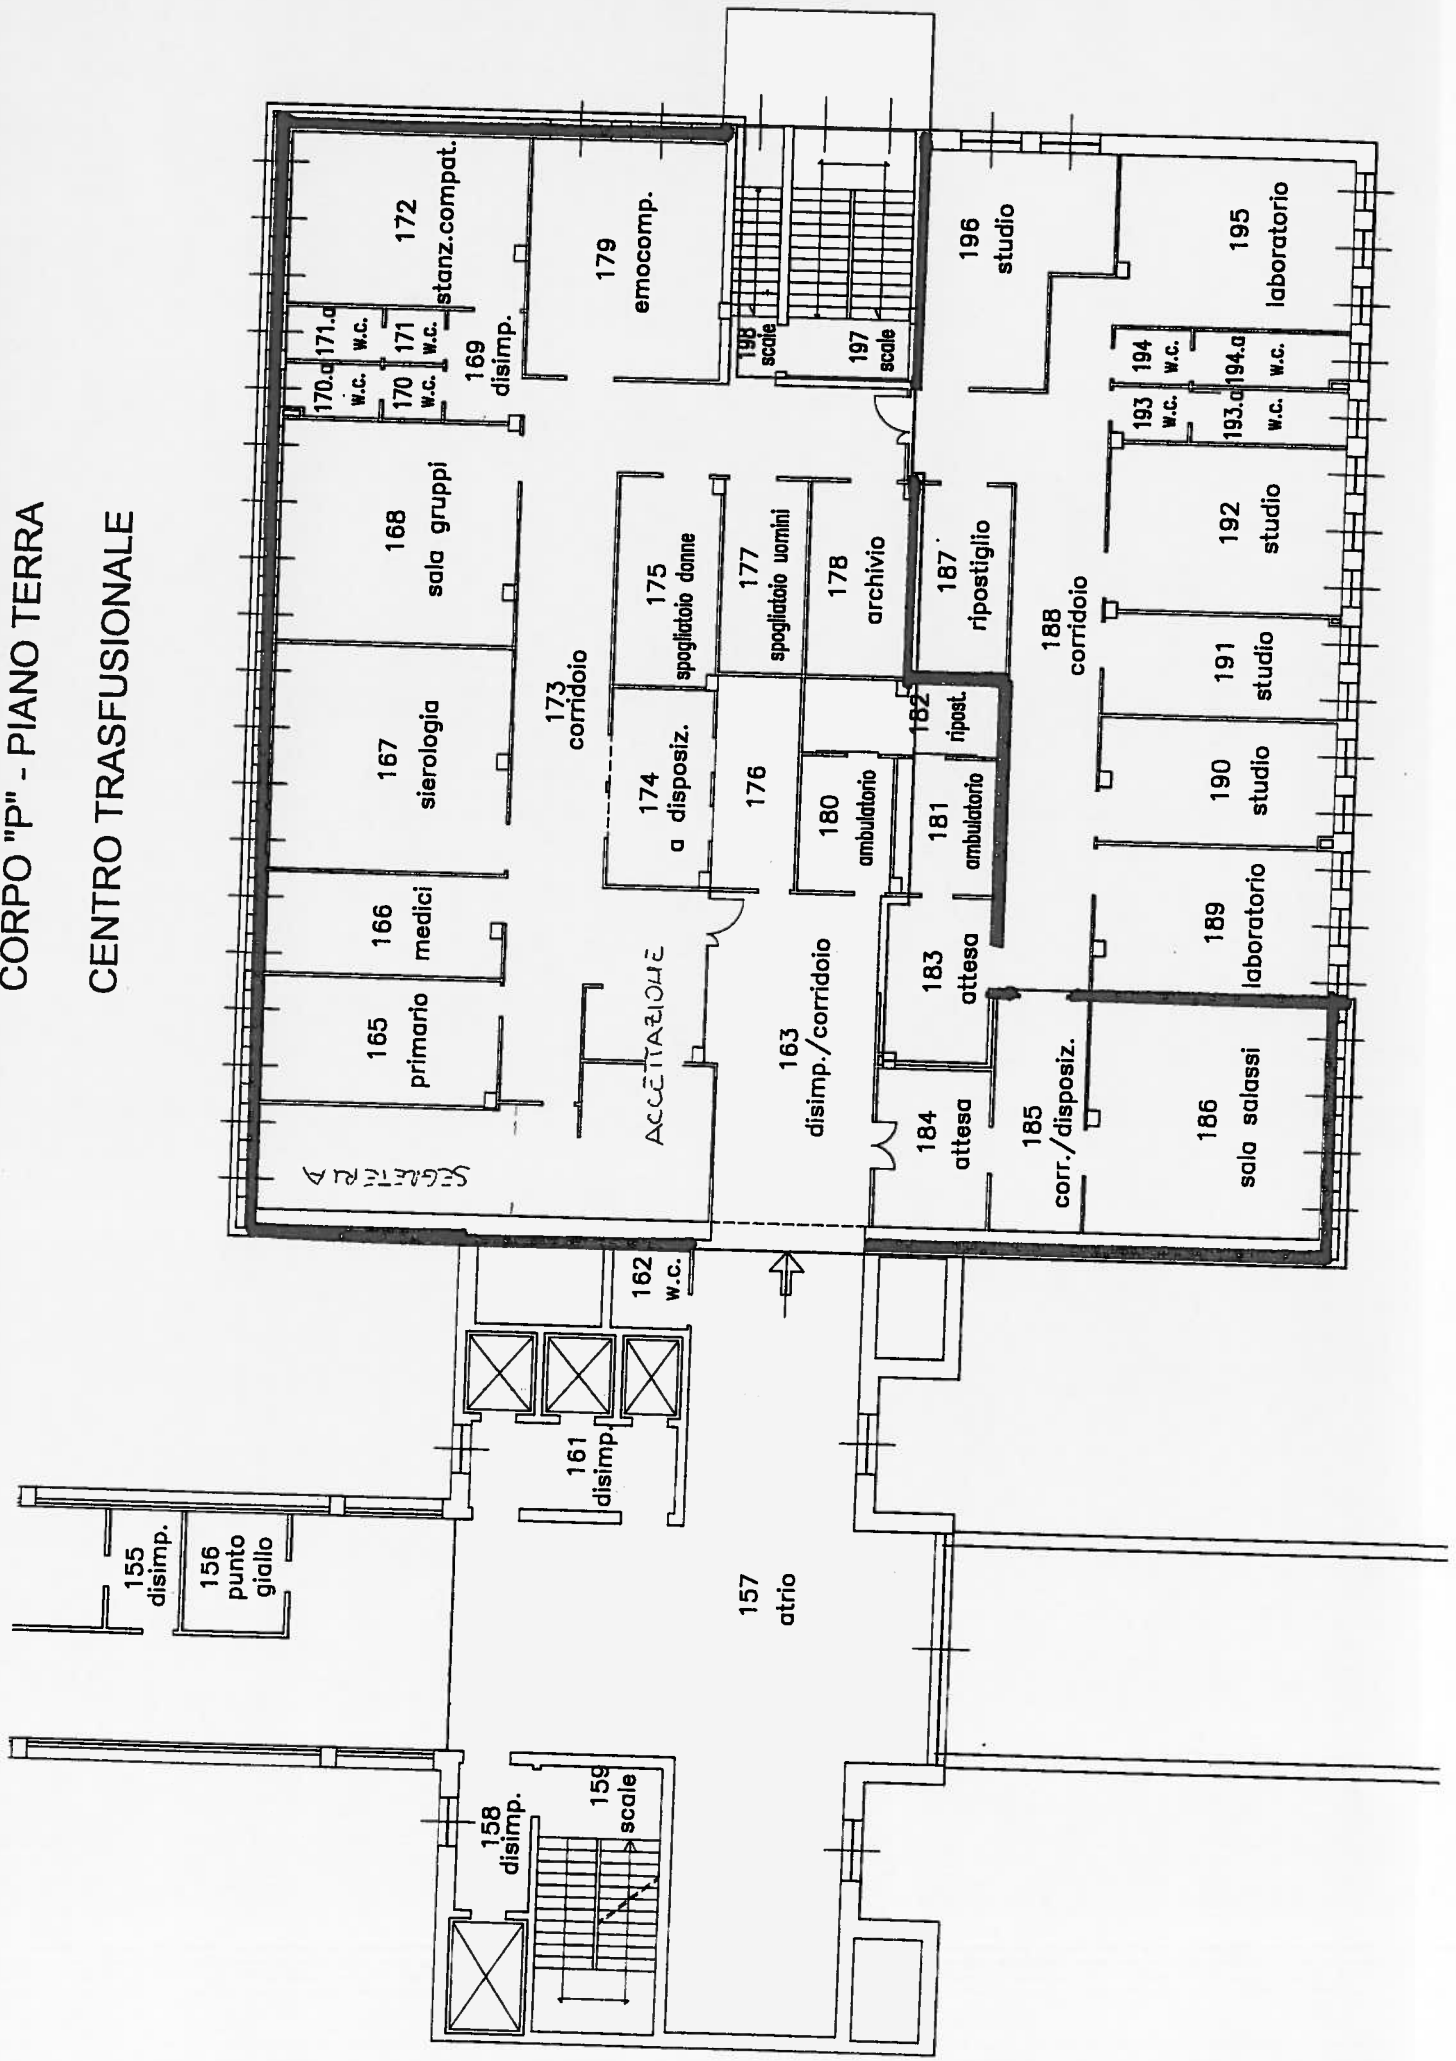 CORPO "P" - PIANO TERRA
CENTRO TRASFUSIONALE
155
disimp.
156
punto
giallo
157
atrio
158
disimp.
159
scale
161
disimp.
162
w.c.
163
disimp./corridoio
SEGRETERIA
ACCETTAZIONE
165
primario
166
medici
167
sierologia
168
sala gruppi
169
disimp.
170.a
w.c.
170
w.c.
171.a
w.c.
171
w.c.
172
stanz.compat.
173
corridoio
174
a disposiz.
175
spogliatoio donne
176
177
spogliatoio uomini
178
archivio
179
emocomp.
180
ambulatorio
181
ambulatorio
182
ripost.
183
attesa
184
attesa
185
corr./disposiz.
186
sala salassi
187
ripostiglio
188
corridoio
189
laboratorio
190
studio
191
studio
192
studio
193
w.c.
193.a
w.c.
194
w.c.
194.a
w.c.
195
laboratorio
196
studio
197
scale
198
scale